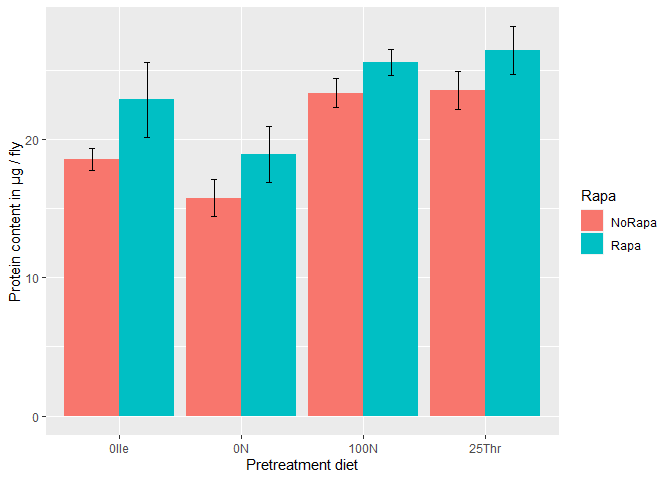 Protein content in µg / fly
20
10
0
0Ile
0N
100N
25Thr
Pretreatment diet
Rapa
NoRapa
Rapa